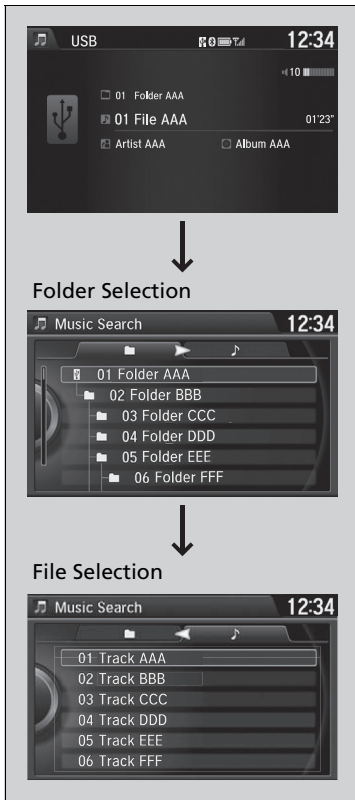 USB 12:34
10
01 Folder AAA
01 File AAA 01'23"
Artist AAA Album AAA
Folder Selection
Music Search 12:34
01 Folder AAA
02 Folder BBB
03 Folder CCC
04 Folder DDD
05 Folder EEE
06 Folder FFF
File Selection
Music Search 12:34
01 Track AAA
02 Track BBB
03 Track CCC
04 Track DDD
05 Track EEE
06 Track FFF